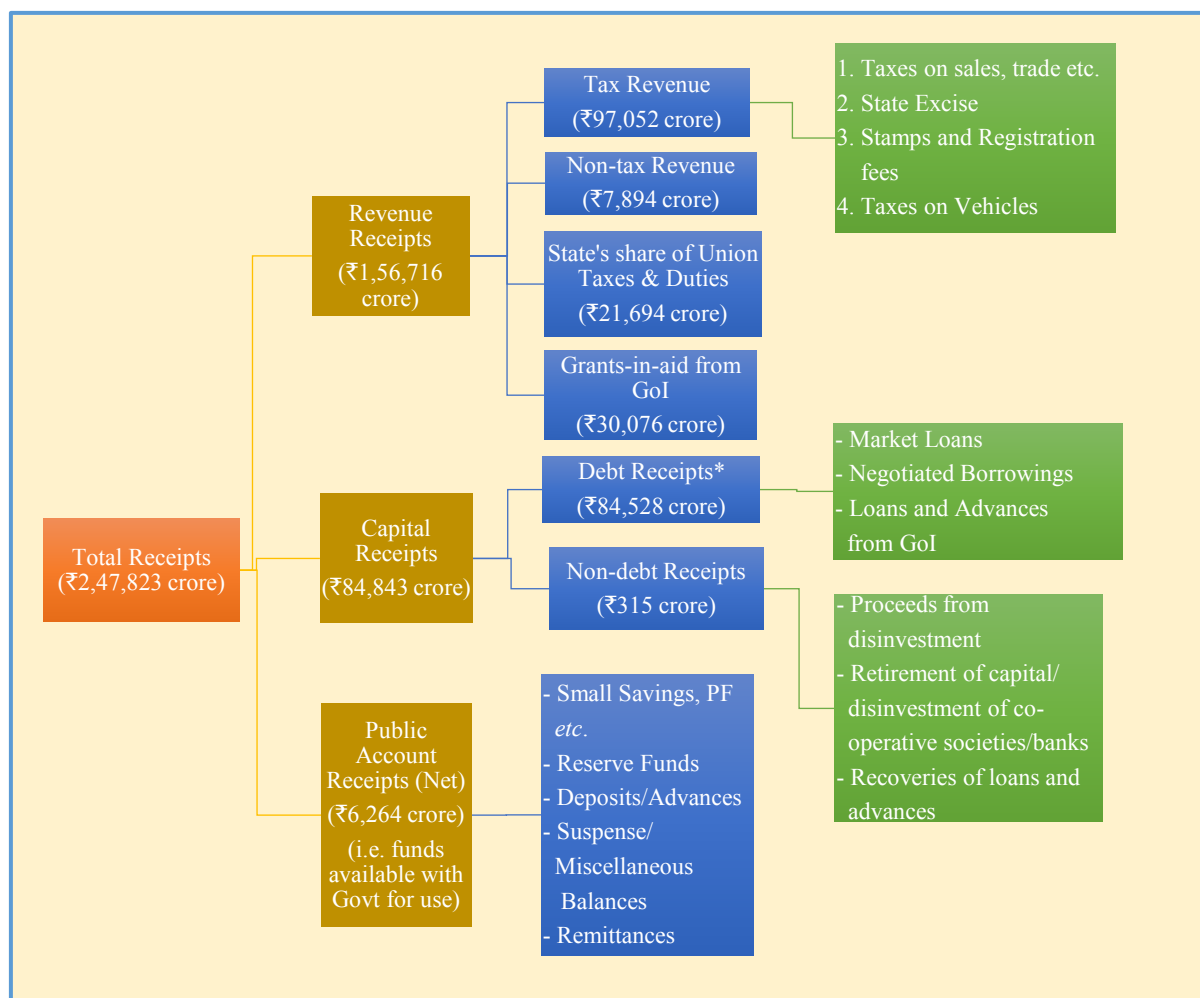 Total Receipts
(₹2,47,823 crore)
Revenue
Receipts
(₹1,56,716
crore)
Tax Revenue
(₹97,052 crore)
1. Taxes on sales, trade etc.
2. State Excise
3. Stamps and Registration
fees
4. Taxes on Vehicles
Non-tax Revenue
(₹7,894 crore)
State's share of Union
Taxes & Duties
(₹21,694 crore)
Grants-in-aid from
GoI
(₹30,076 crore)
Capital
Receipts
(₹84,843 crore)
Debt Receipts*
(₹84,528 crore)
- Market Loans
- Negotiated Borrowings
- Loans and Advances
from GoI
Non-debt Receipts
(₹315 crore)
- Proceeds from
disinvestment
- Retirement of capital/
disinvestment of co-
operative societies/banks
- Recoveries of loans and
advances
Public
Account
Receipts (Net)
(₹6,264 crore)
(i.e. funds
available with
Govt for use)
- Small Savings, PF
etc.
- Reserve Funds
- Deposits/Advances
- Suspense/
Miscellaneous
Balances
- Remittances